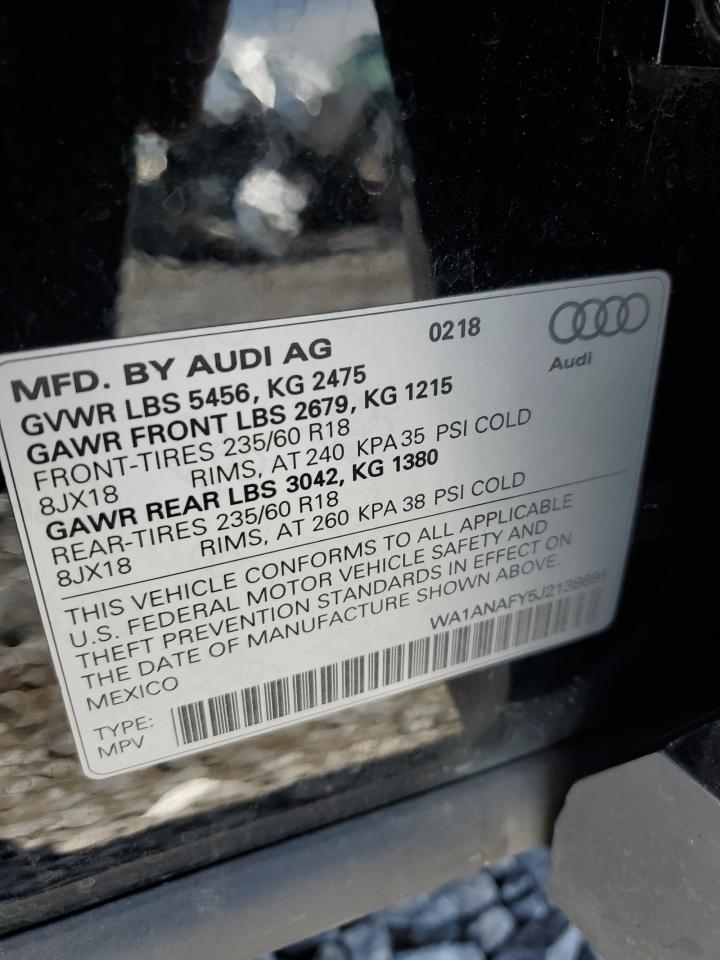 MFD. BY AUDI AG 0218
Audi
GVWR LBS 5456, KG 2475
GAWR FRONT LBS 2679, KG 1215
FRONT-TIRES 235/60 R18
8JX18 RIMS, AT 240 KPA 35 PSI COLD
GAWR REAR LBS 3042, KG 1380
REAR-TIRES 235/60 R18
8JX18 RIMS, AT 260 KPA 38 PSI COLD
THIS VEHICLE CONFORMS TO ALL APPLICABLE
U.S. FEDERAL MOTOR VEHICLE SAFETY AND
THEFT PREVENTION STANDARDS IN EFFECT ON
THE DATE OF MANUFACTURE SHOWN ABOVE.
MEXICO WA1ANAFY5J2138691
TYPE:
MPV